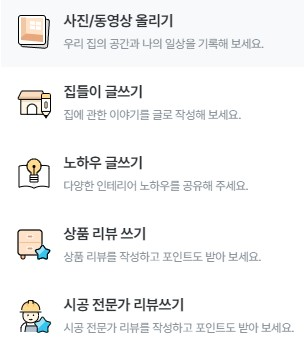 사진/동영상 올리기
우리 집의 공간과 나의 일상을 기록해 보세요.
집들이 글쓰기
집에 관한 이야기를 글로 작성해 보세요.
노하우 글쓰기
다양한 인테리어 노하우를 공유해 주세요.
상품 리뷰 쓰기
상품 리뷰를 작성하고 포인트도 받아 보세요.
시공 전문가 리뷰쓰기
시공 전문가 리뷰를 작성하고 포인트도 받아 보세요.